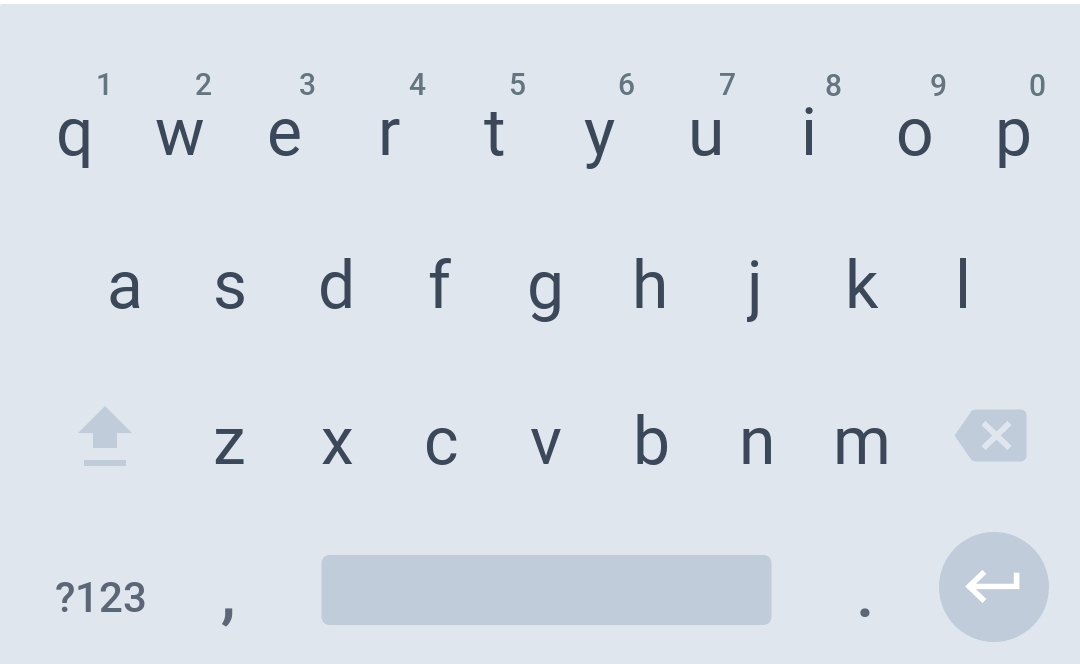 1 2 3 4 5 6 7 8 9 0
q w e r t y u i o p
a s d f g h j k l
z x c v b n m
?123 , .